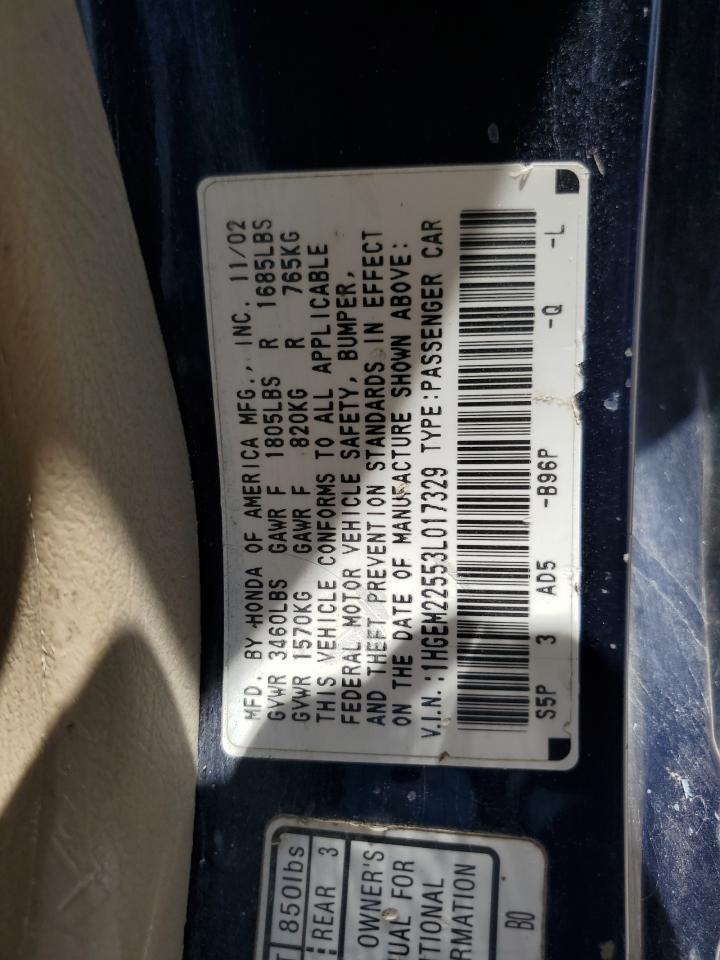 MFD. BY HONDA OF AMERICA MFG., INC. 11/02
GVWR 3460LBS GAWR F 1805LBS R 1685LBS
GVWR 1570KG GAWR F 820KG R 765KG
THIS VEHICLE CONFORMS TO ALL APPLICABLE
FEDERAL MOTOR VEHICLE SAFETY, BUMPER,
AND THEFT PREVENTION STANDARDS IN EFFECT
ON THE DATE OF MANUFACTURE SHOWN ABOVE:
V.I.N.:1HGEM22553L017329 TYPE:PASSENGER CAR
S5P 3 AD5 -B96P -Q -L
850lbs
REAR 3
OWNER'S
UAL FOR
ITIONAL
RMATION
B0